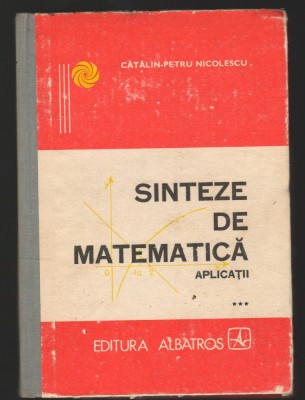 CĂTĂLIN-PETRU NICOLESCU
SINTEZE
DE
MATEMATICĂ
APLICAȚII
***
EDITURA ALBATROS